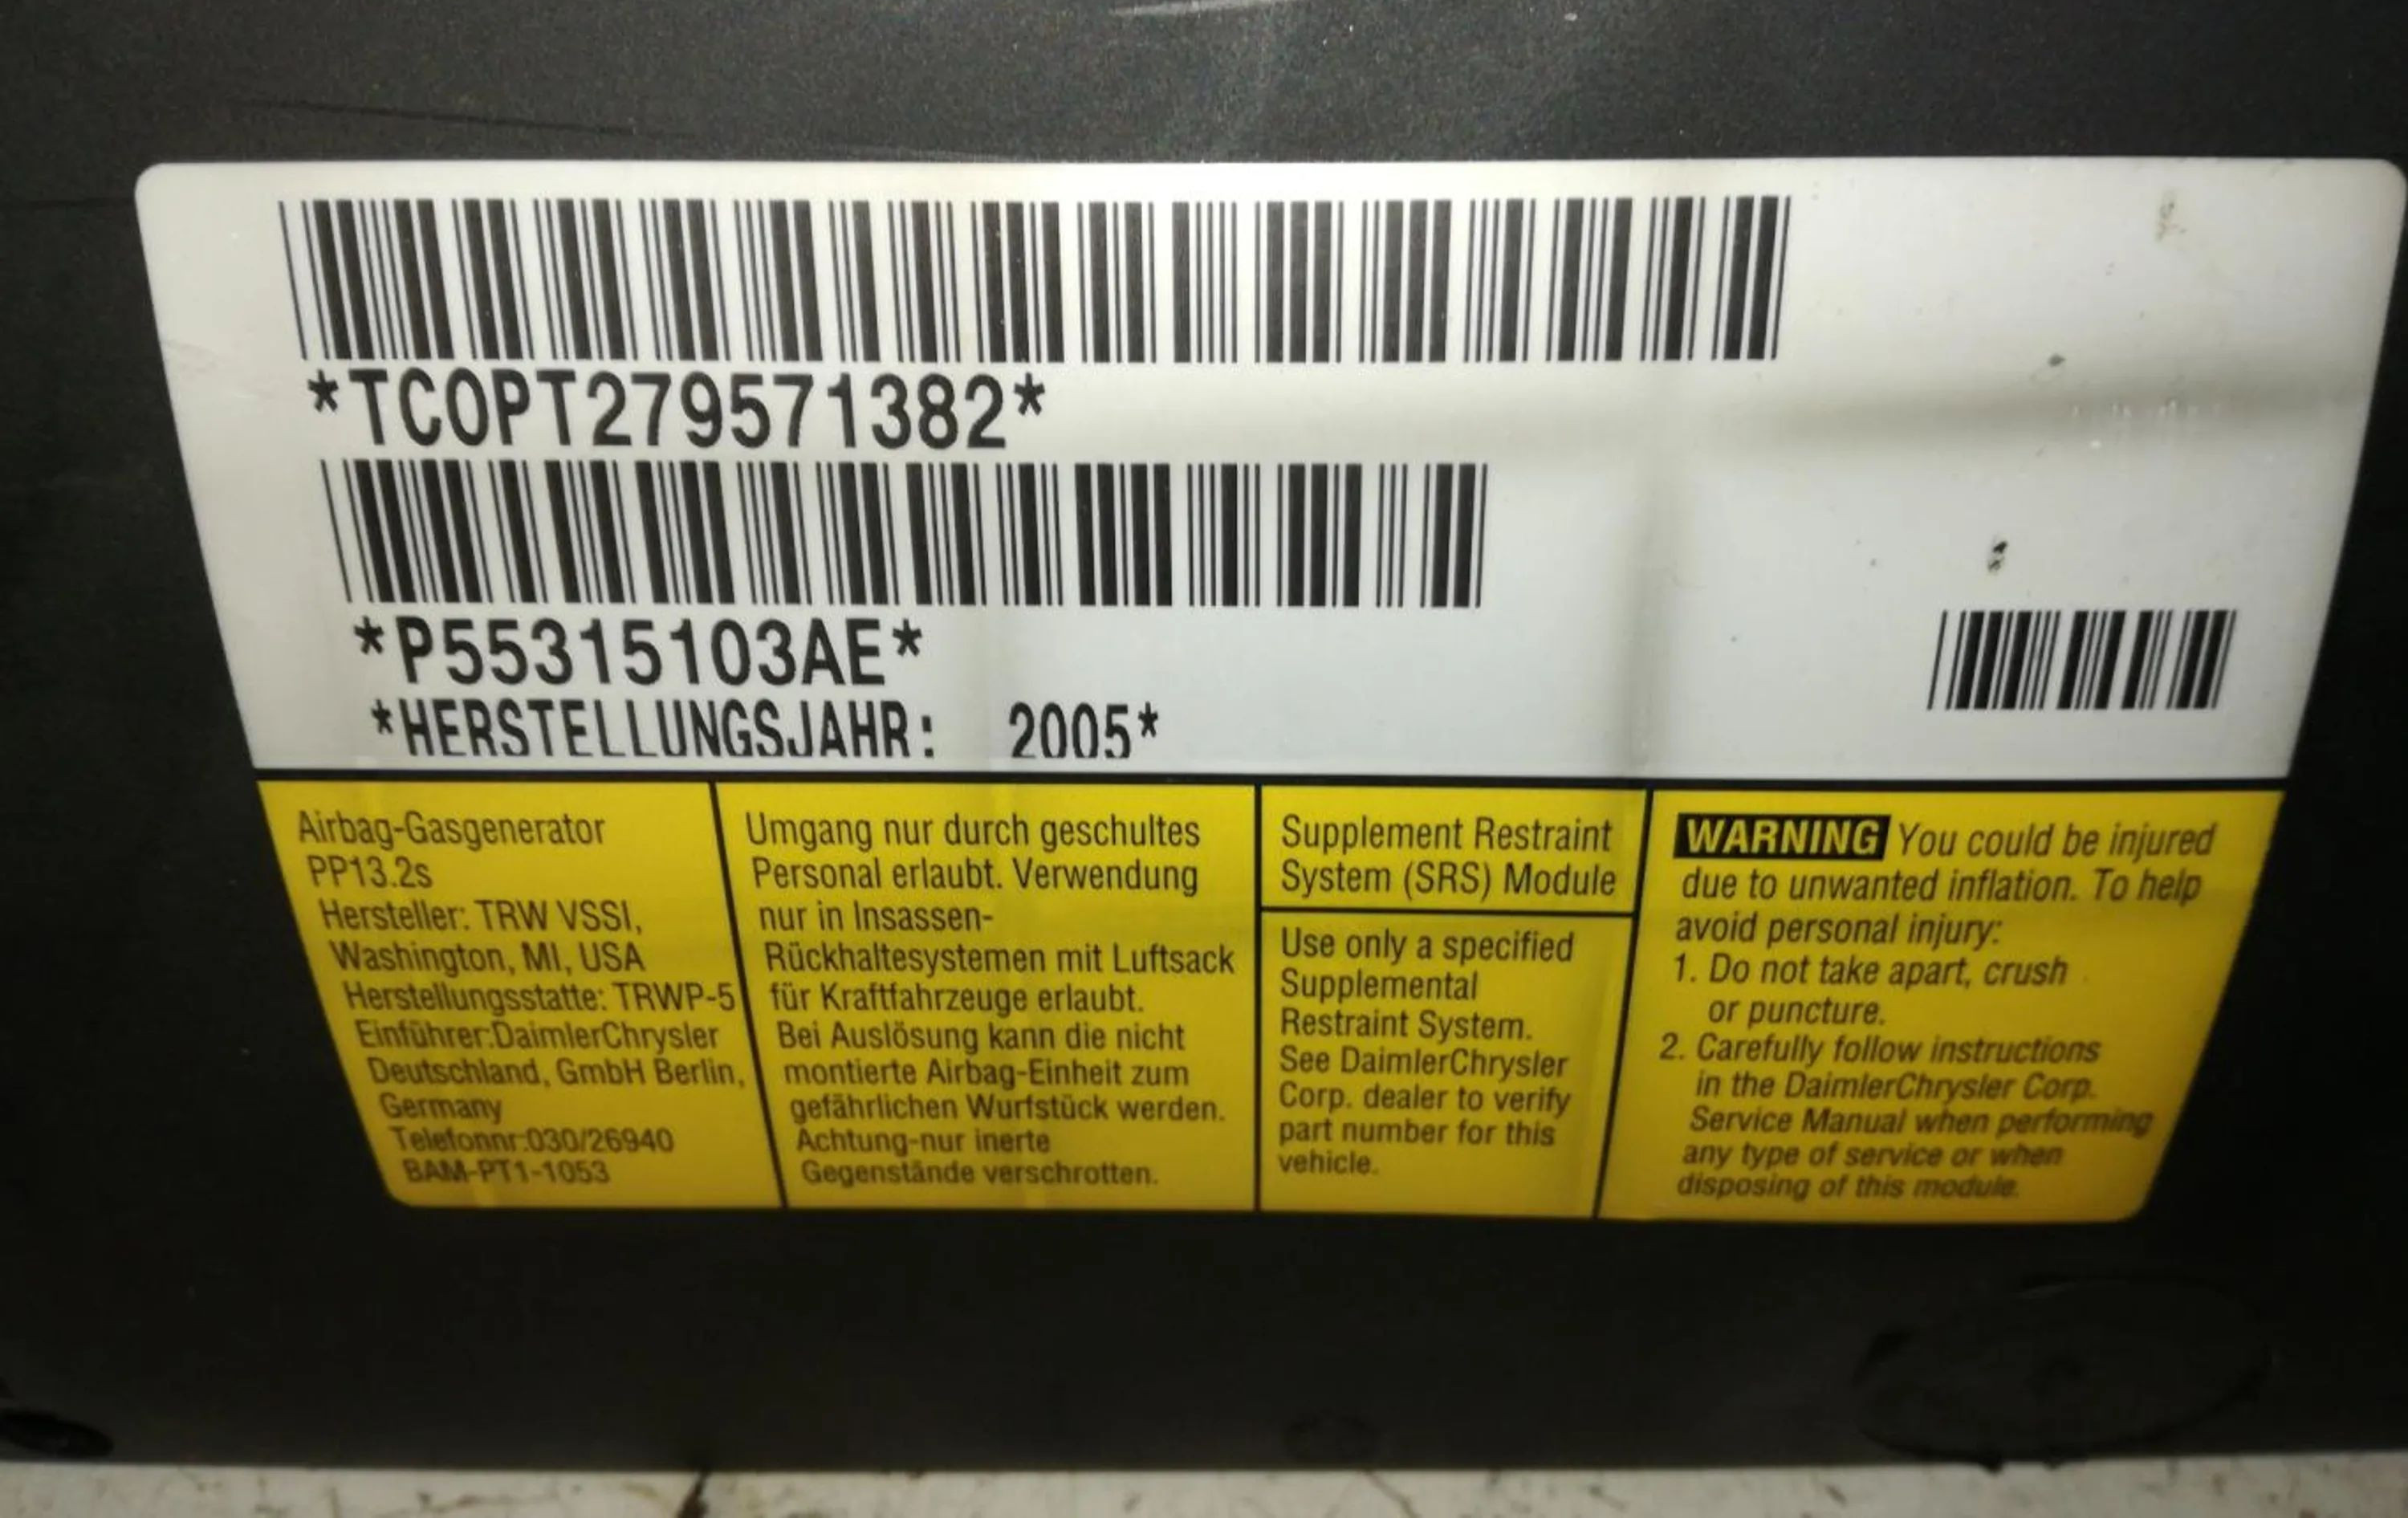 *TCOPT279571382*
*P55315103AE*
*HERSTELLUNGSJAHR: 2005*
Airbag-Gasgenerator
PP13.2s
Hersteller: TRW VSSI,
Washington, MI, USA
Herstellungsstatte: TRWP-5
Einführer:DaimlerChrysler
Deutschland, GmbH Berlin,
Germany
Telefonnr:030/26940
BAM-PT1-1053
Umgang nur durch geschultes
Personal erlaubt. Verwendung
nur in Insassen-
Rückhaltesystemen mit Luftsack
für Kraftfahrzeuge erlaubt.
Bei Auslösung kann die nicht
montierte Airbag-Einheit zum
gefährlichen Wurfstück werden.
Achtung-nur inerte
Gegenstände verschrotten.
Supplement Restraint
System (SRS) Module
Use only a specified
Supplemental
Restraint System.
See DaimlerChrysler
Corp. dealer to verify
part number for this
vehicle.
WARNING You could be injured
due to unwanted inflation. To help
avoid personal injury:
1. Do not take apart, crush
or puncture.
2. Carefully follow instructions
in the DaimlerChrysler Corp.
Service Manual when performing
any type of service or when
disposing of this module.